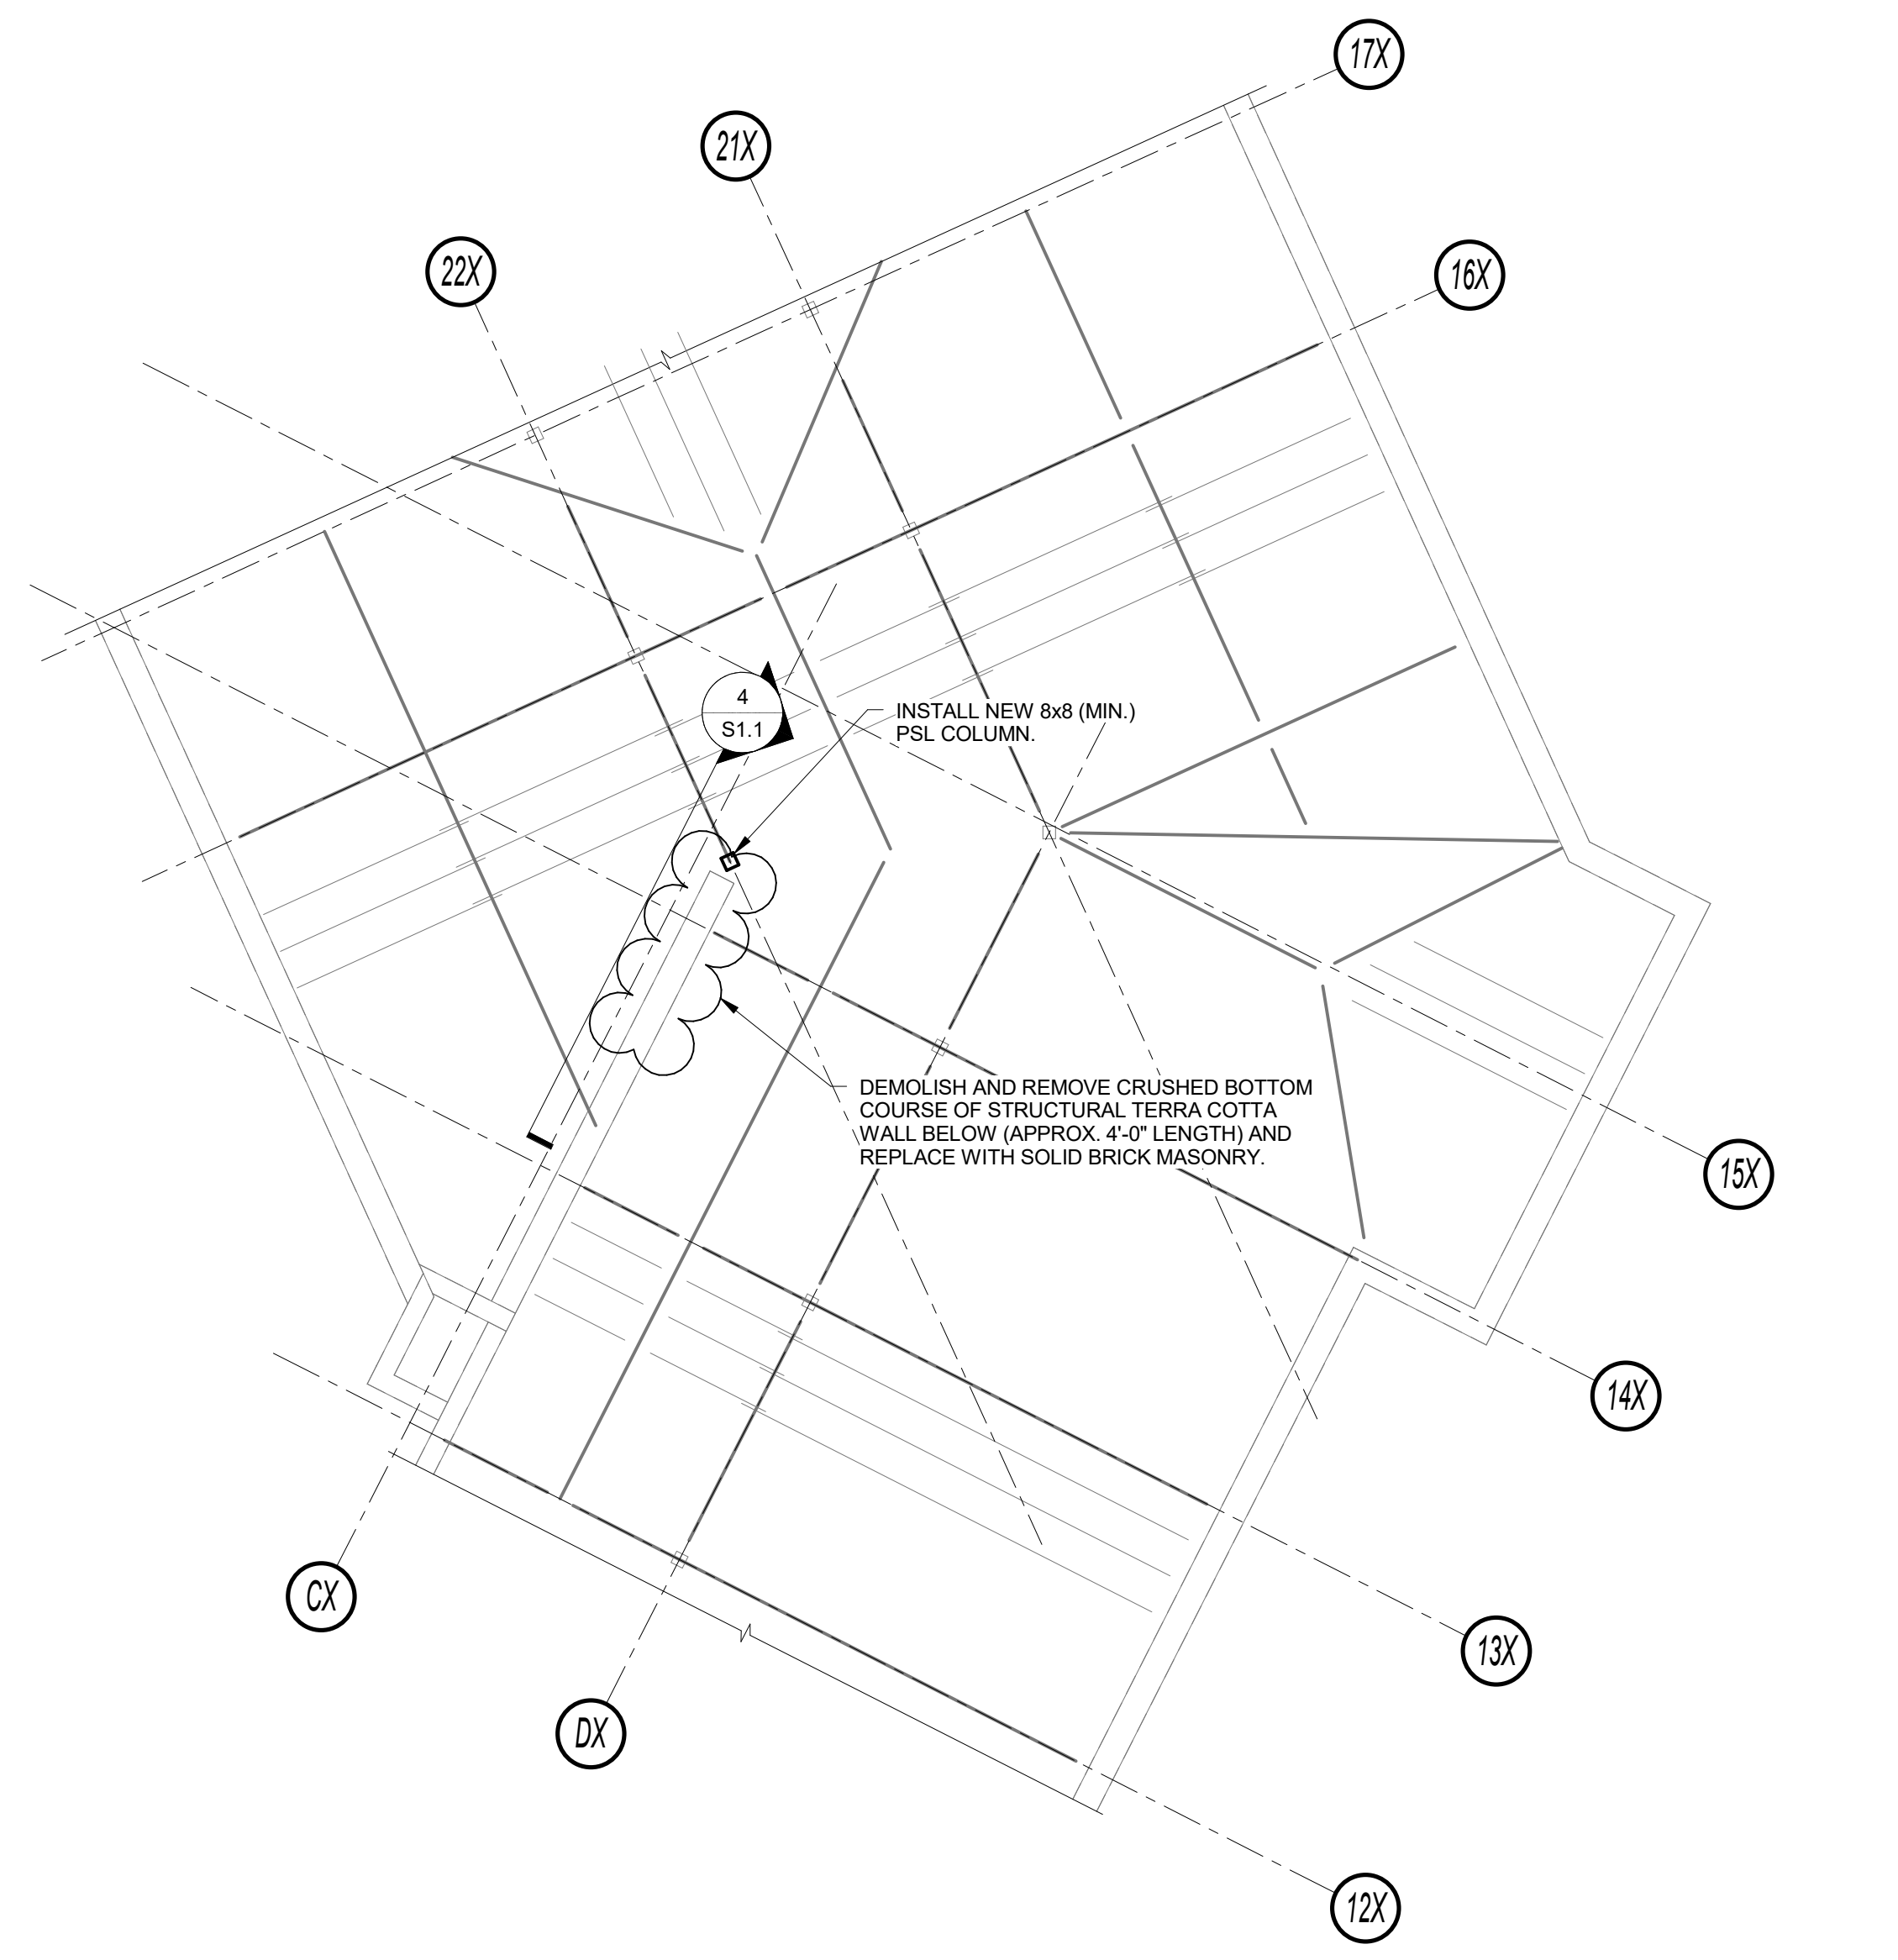 17X
21X
16X
22X
4
S1.1
INSTALL NEW 8x8 (MIN.)
PSL COLUMN.
DEMOLISH AND REMOVE CRUSHED BOTTOM
COURSE OF STRUCTURAL TERRA COTTA
WALL BELOW (APPROX. 4'-0" LENGTH) AND
REPLACE WITH SOLID BRICK MASONRY.
15X
14X
CX
13X
DX
12X